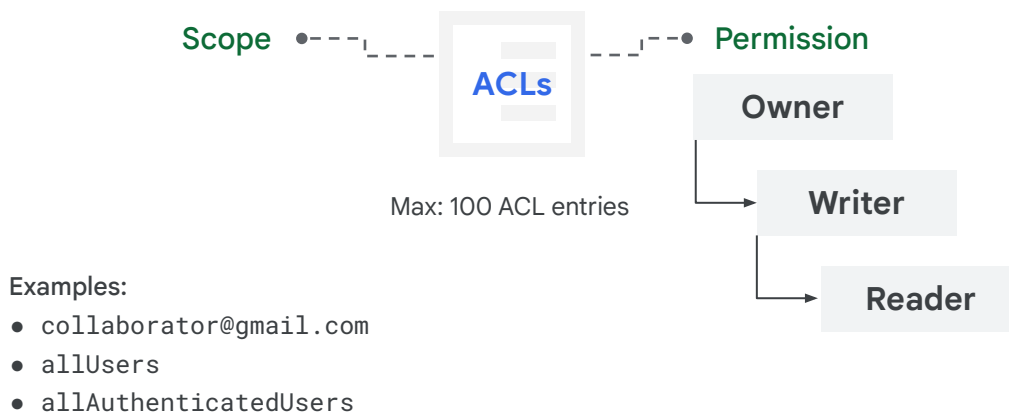 Scope
ACLs
Permission
Owner
Writer
Reader
Max: 100 ACL entries
Examples:
● collaborator@gmail.com
● allUsers
● allAuthenticatedUsers